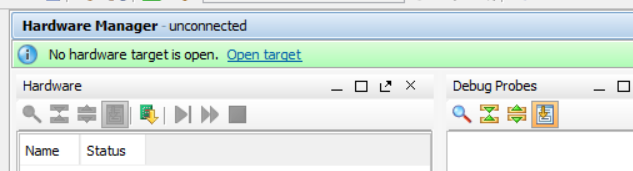 Hardware Manager - unconnected
No hardware target is open. Open target
Hardware
Debug Probes
Name Status